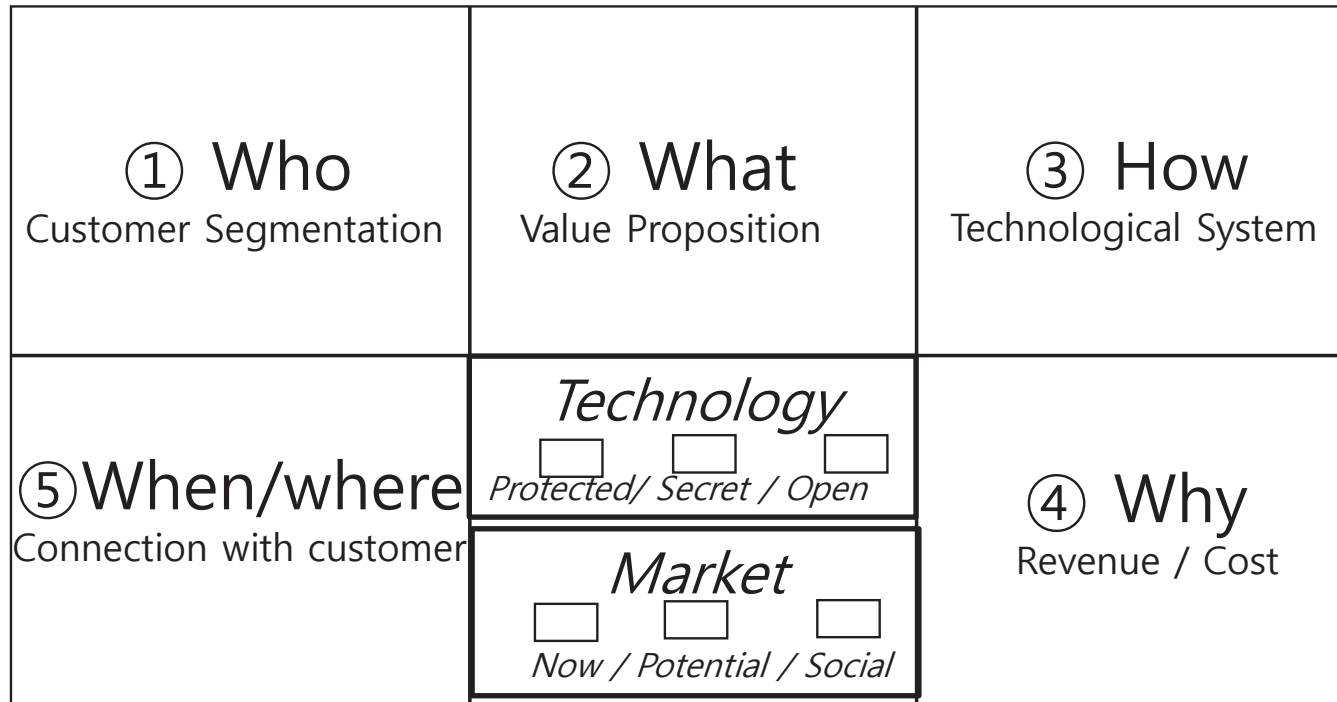 ① Who
Customer Segmentation
② What
Value Proposition
③ How
Technological System
⑤When/where
Connection with customer
Technology
Protected/ Secret / Open
Market
Now / Potential / Social
④ Why
Revenue / Cost